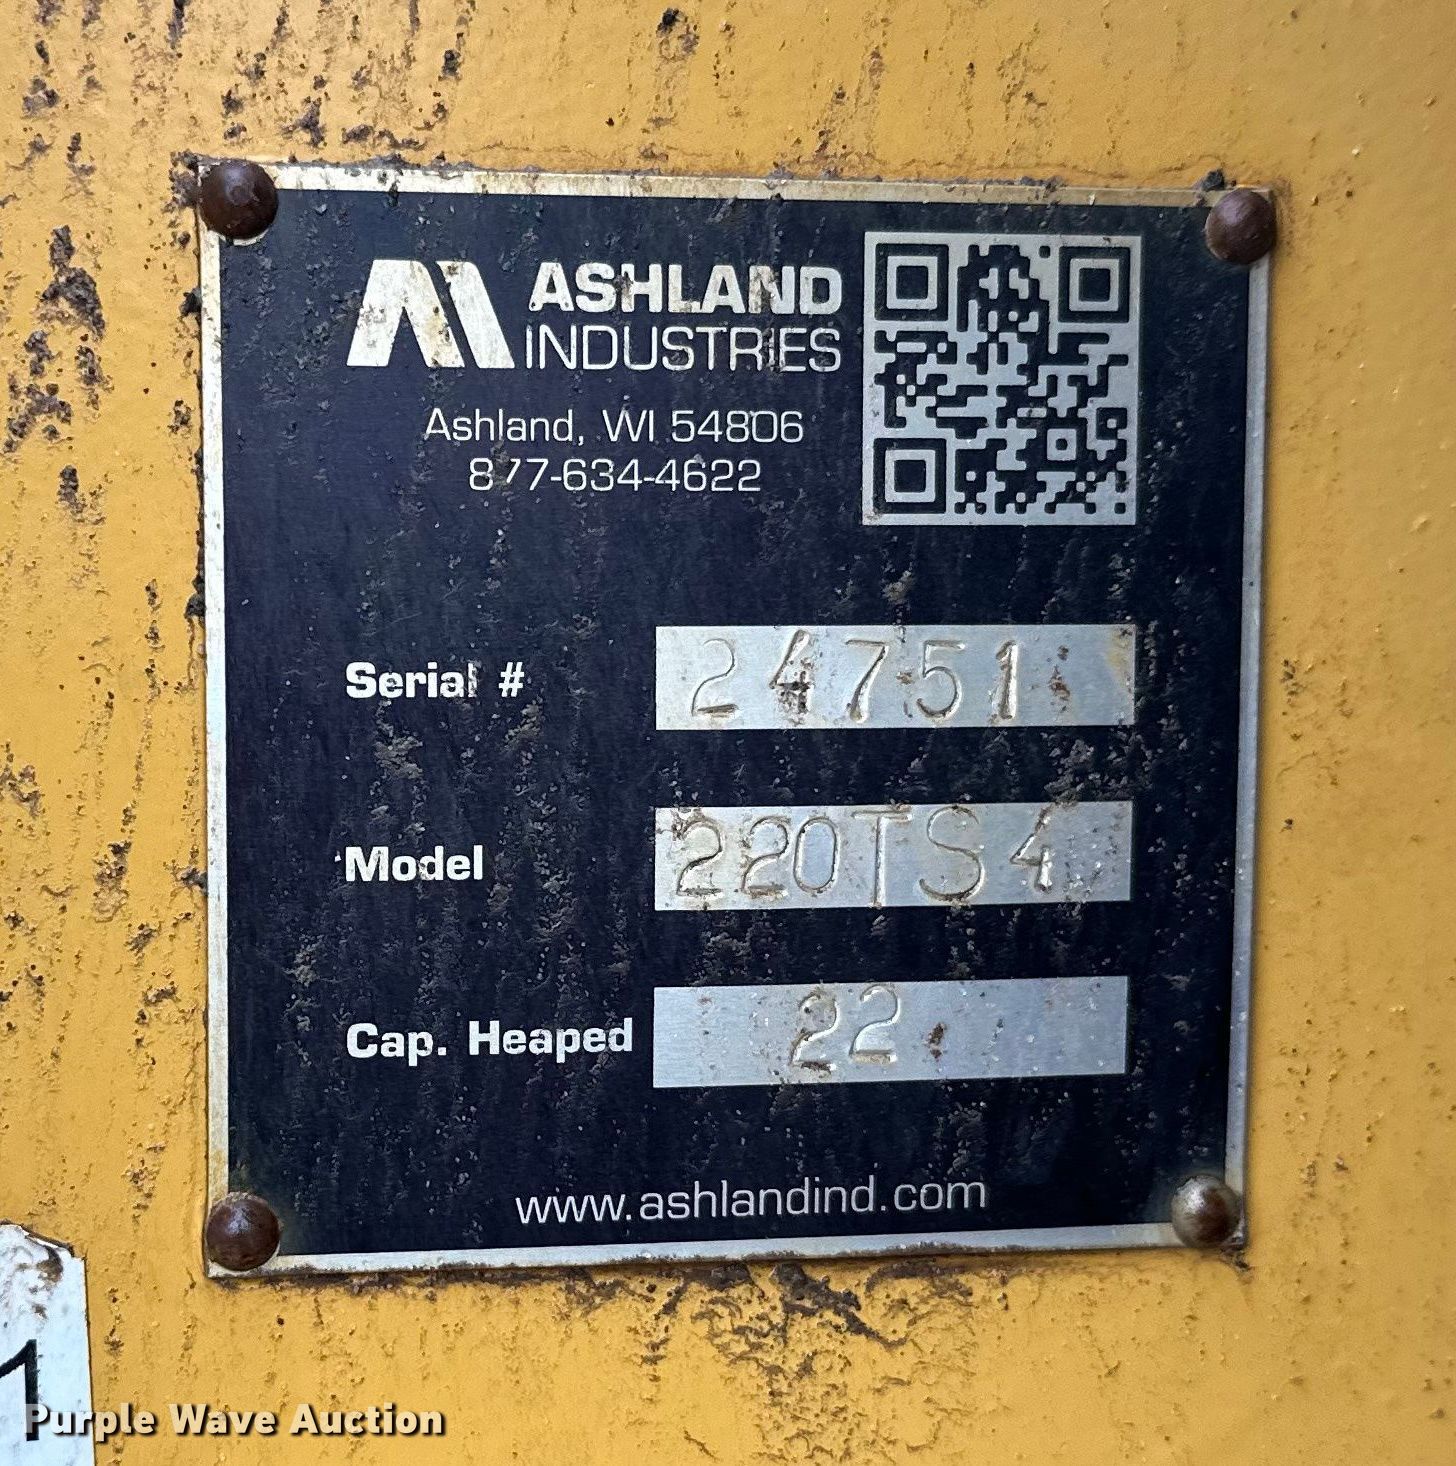 ASHLAND
INDUSTRIES
Ashland, WI 54806
877-634-4622
Serial # 24751
Model 220TS4
Cap. Heaped 22
www.ashlandind.com
1
Purple Wave Auction